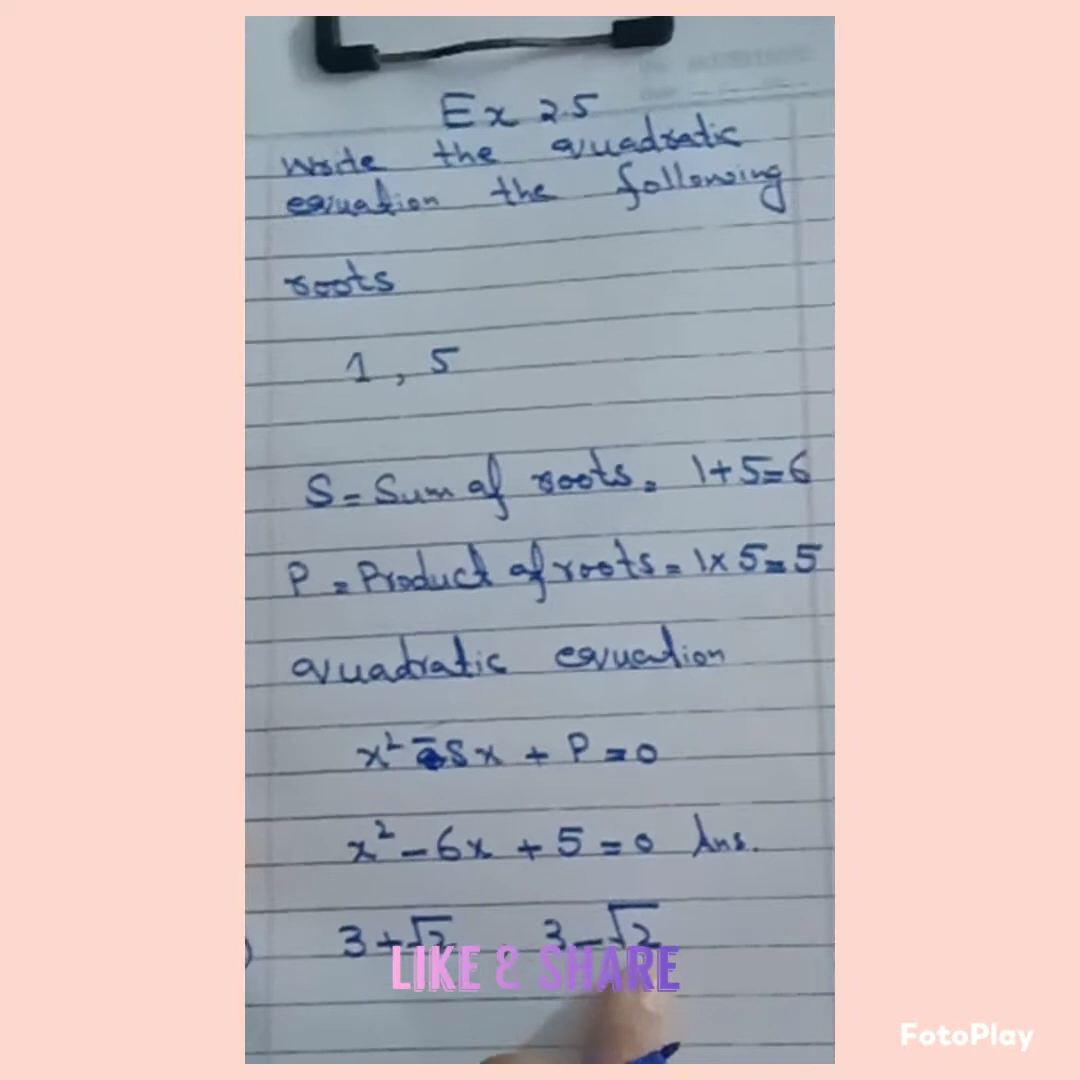 Ex 2.5
Write the quadratic
equation the following
roots
1, 5
S = Sum of roots = 1+5=6
P = Product of roots = 1×5=5
quadratic equation
x² - Sx + P = 0
x² - 6x + 5 = 0 Ans.
) 3+√2 3-√2
LIKE & SHARE
FotoPlay